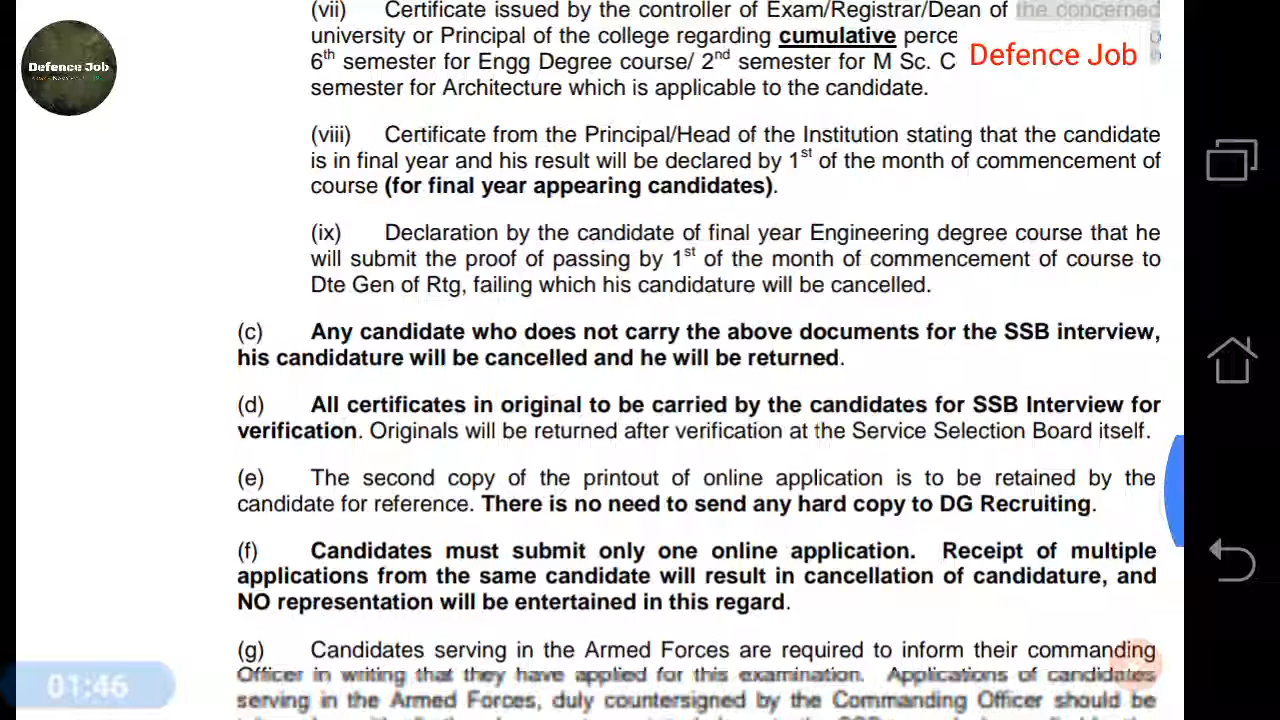 (vii) Certificate issued by the controller of Exam/Registrar/Dean of the concerned
university or Principal of the college regarding cumulative perce
6th semester for Engg Degree course/ 2nd semester for M Sc. C
semester for Architecture which is applicable to the candidate.
Defence Job
Defence Job
(viii) Certificate from the Principal/Head of the Institution stating that the candidate
is in final year and his result will be declared by 1st of the month of commencement of
course (for final year appearing candidates).
(ix) Declaration by the candidate of final year Engineering degree course that he
will submit the proof of passing by 1st of the month of commencement of course to
Dte Gen of Rtg, failing which his candidature will be cancelled.
(c) Any candidate who does not carry the above documents for the SSB interview,
his candidature will be cancelled and he will be returned.
(d) All certificates in original to be carried by the candidates for SSB Interview for
verification. Originals will be returned after verification at the Service Selection Board itself.
(e) The second copy of the printout of online application is to be retained by the
candidate for reference. There is no need to send any hard copy to DG Recruiting.
(f) Candidates must submit only one online application. Receipt of multiple
applications from the same candidate will result in cancellation of candidature, and
NO representation will be entertained in this regard.
(g) Candidates serving in the Armed Forces are required to inform their commanding
Officer in writing that they have applied for this examination. Applications of candidates
serving in the Armed Forces, duly countersigned by the Commanding Officer should be
01:46